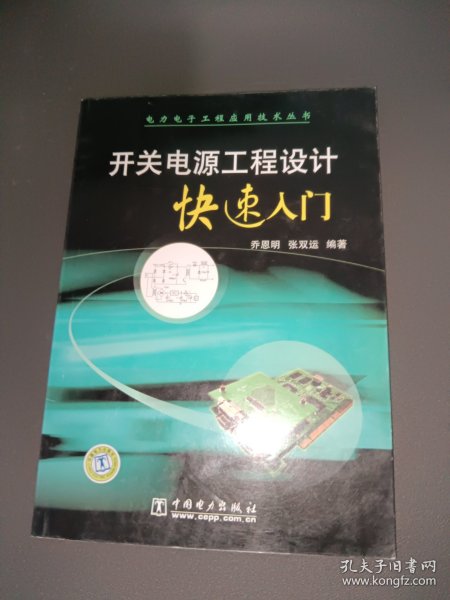 电力电子工程应用技术丛书
开关电源工程设计
快速入门
乔恩明 张双运 编著
中国电力出版社
www.cepp.com.cn
孔夫子旧书网
www.kongfz.com